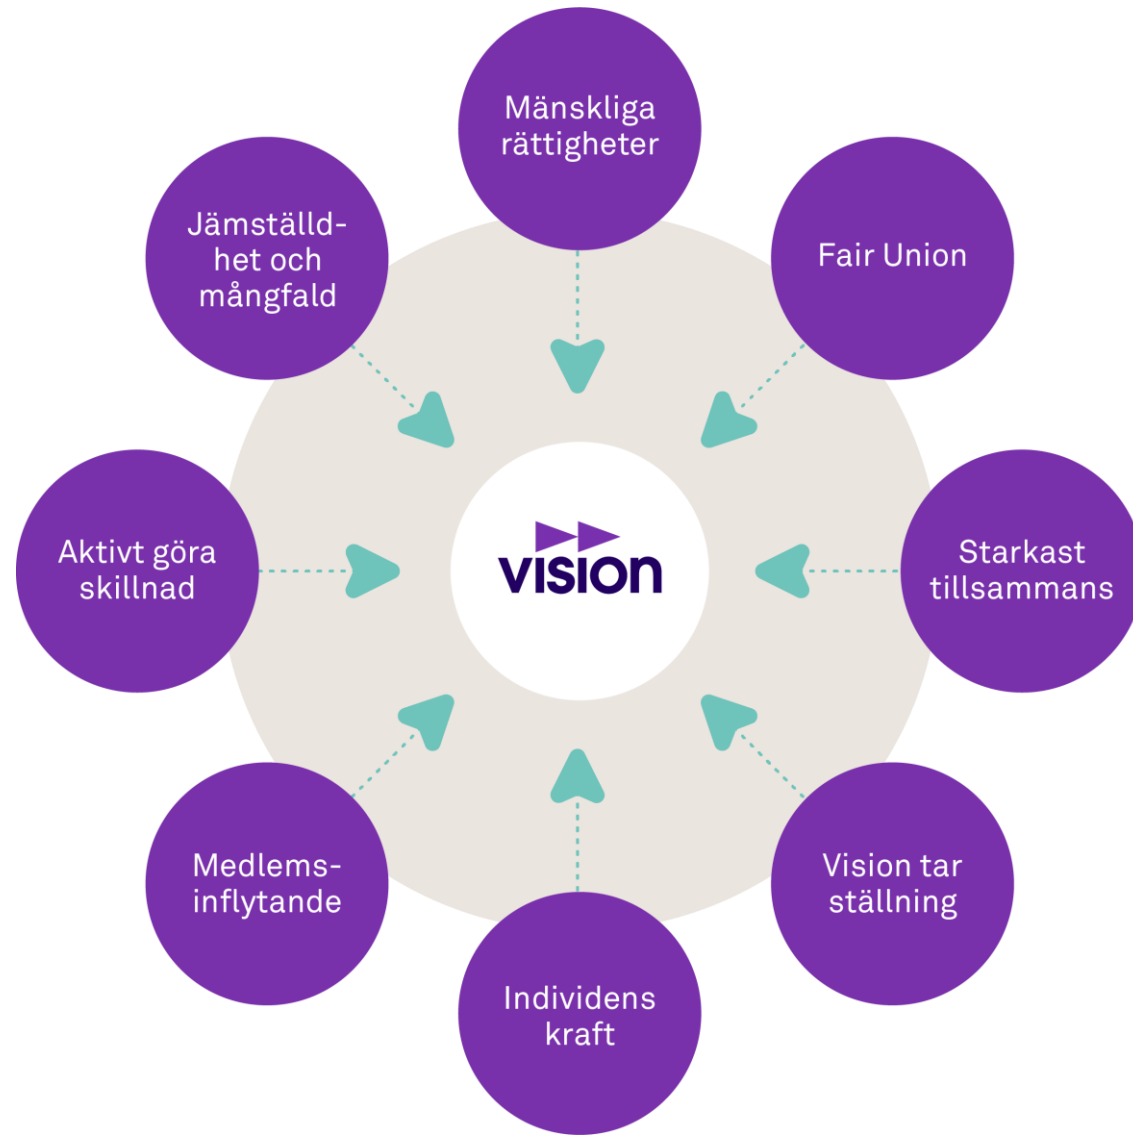 Mänskliga
rättigheter
Fair Union
Starkast
tillsammans
Vision tar
ställning
Individens
kraft
Medlems-
inflytande
Aktivt göra
skillnad
Jämställd-
het och
mångfald
vision